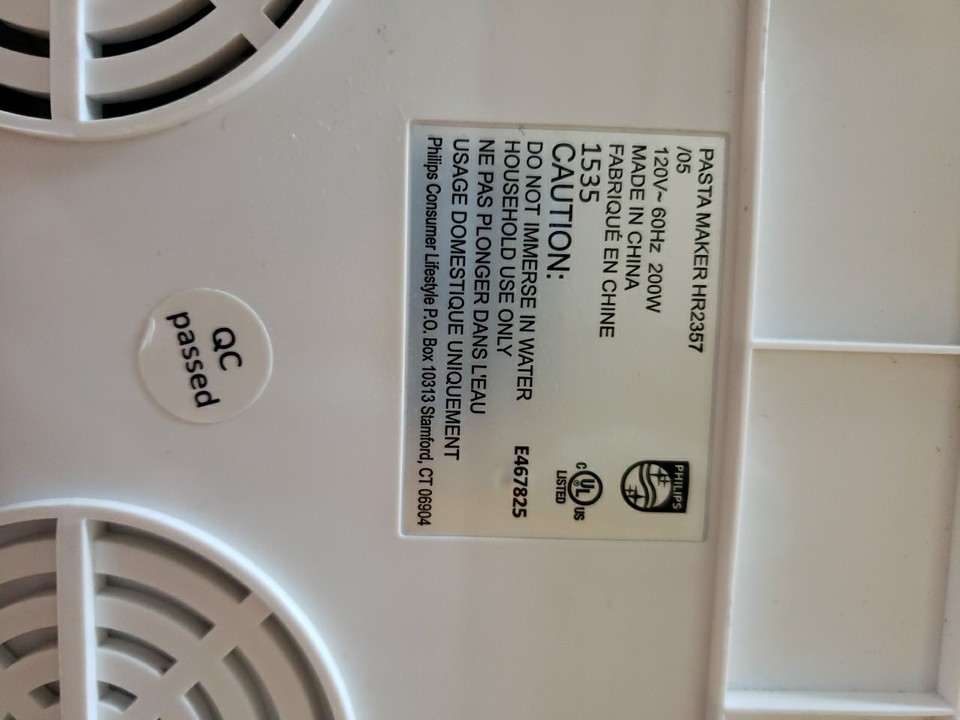 PASTA MAKER HR2357
/05
120V~ 60Hz 200W
MADE IN CHINA
FABRIQUÉ EN CHINE
1535
CAUTION:
DO NOT IMMERSE IN WATER
HOUSEHOLD USE ONLY
NE PAS PLONGER DANS L'EAU
USAGE DOMESTIQUE UNIQUEMENT
Philips Consumer Lifestyle P.O. Box 10313 Stamford, CT 06904
PHILIPS
C UL® US
LISTED
E467825
QC
passed